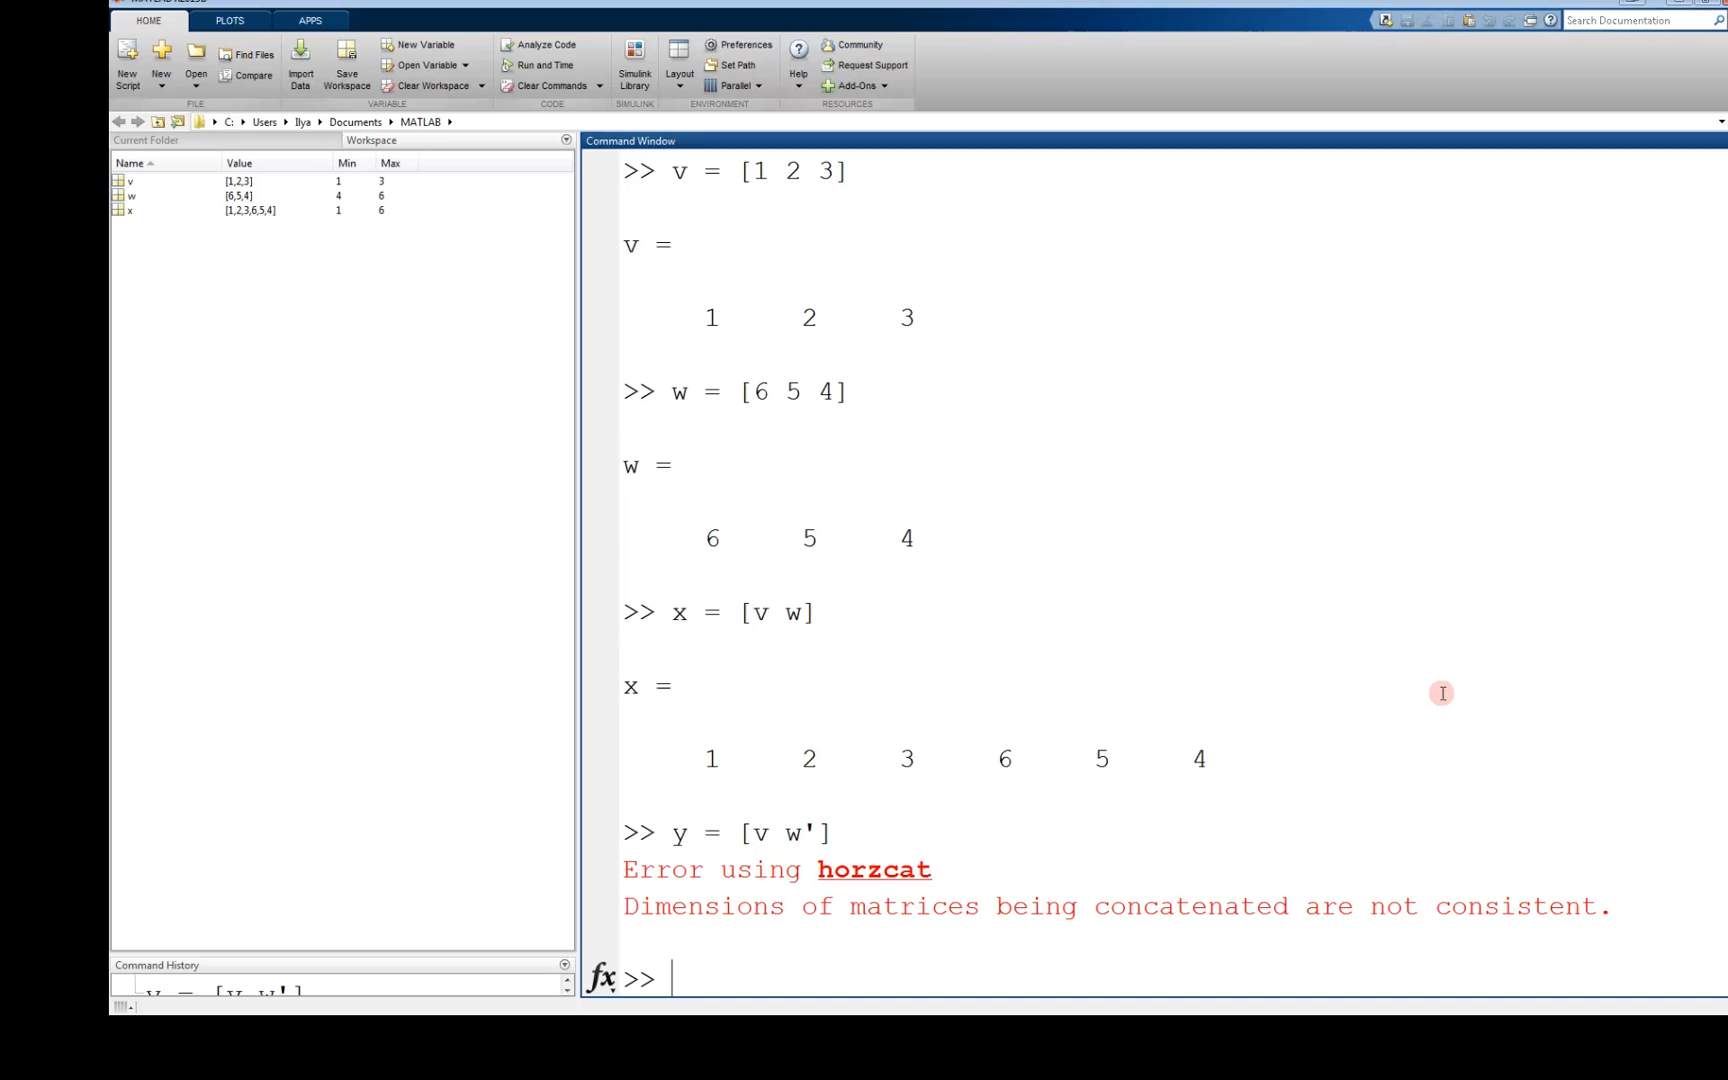 HOME PLOTS APPS
Search Documentation
New Script
New
Open
Find Files
Compare
Import Data
Save Workspace
New Variable
Open Variable
Clear Workspace
Analyze Code
Run and Time
Clear Commands
Simulink Library
Layout
Preferences
Set Path
Parallel
Help
Community
Request Support
Add-Ons
FILE VARIABLE CODE SIMULINK ENVIRONMENT RESOURCES
C: Users Ilya Documents MATLAB
Current Folder Workspace
Name Value Min Max
v [1,2,3] 1 3
w [6,5,4] 4 6
x [1,2,3,6,5,4] 1 6
Command History
y = [v w']
Command Window
>> v = [1 2 3]
v =
1 2 3
>> w = [6 5 4]
w =
6 5 4
>> x = [v w]
x =
1 2 3 6 5 4
>> y = [v w']
Error using horzcat
Dimensions of matrices being concatenated are not consistent.
fx >>